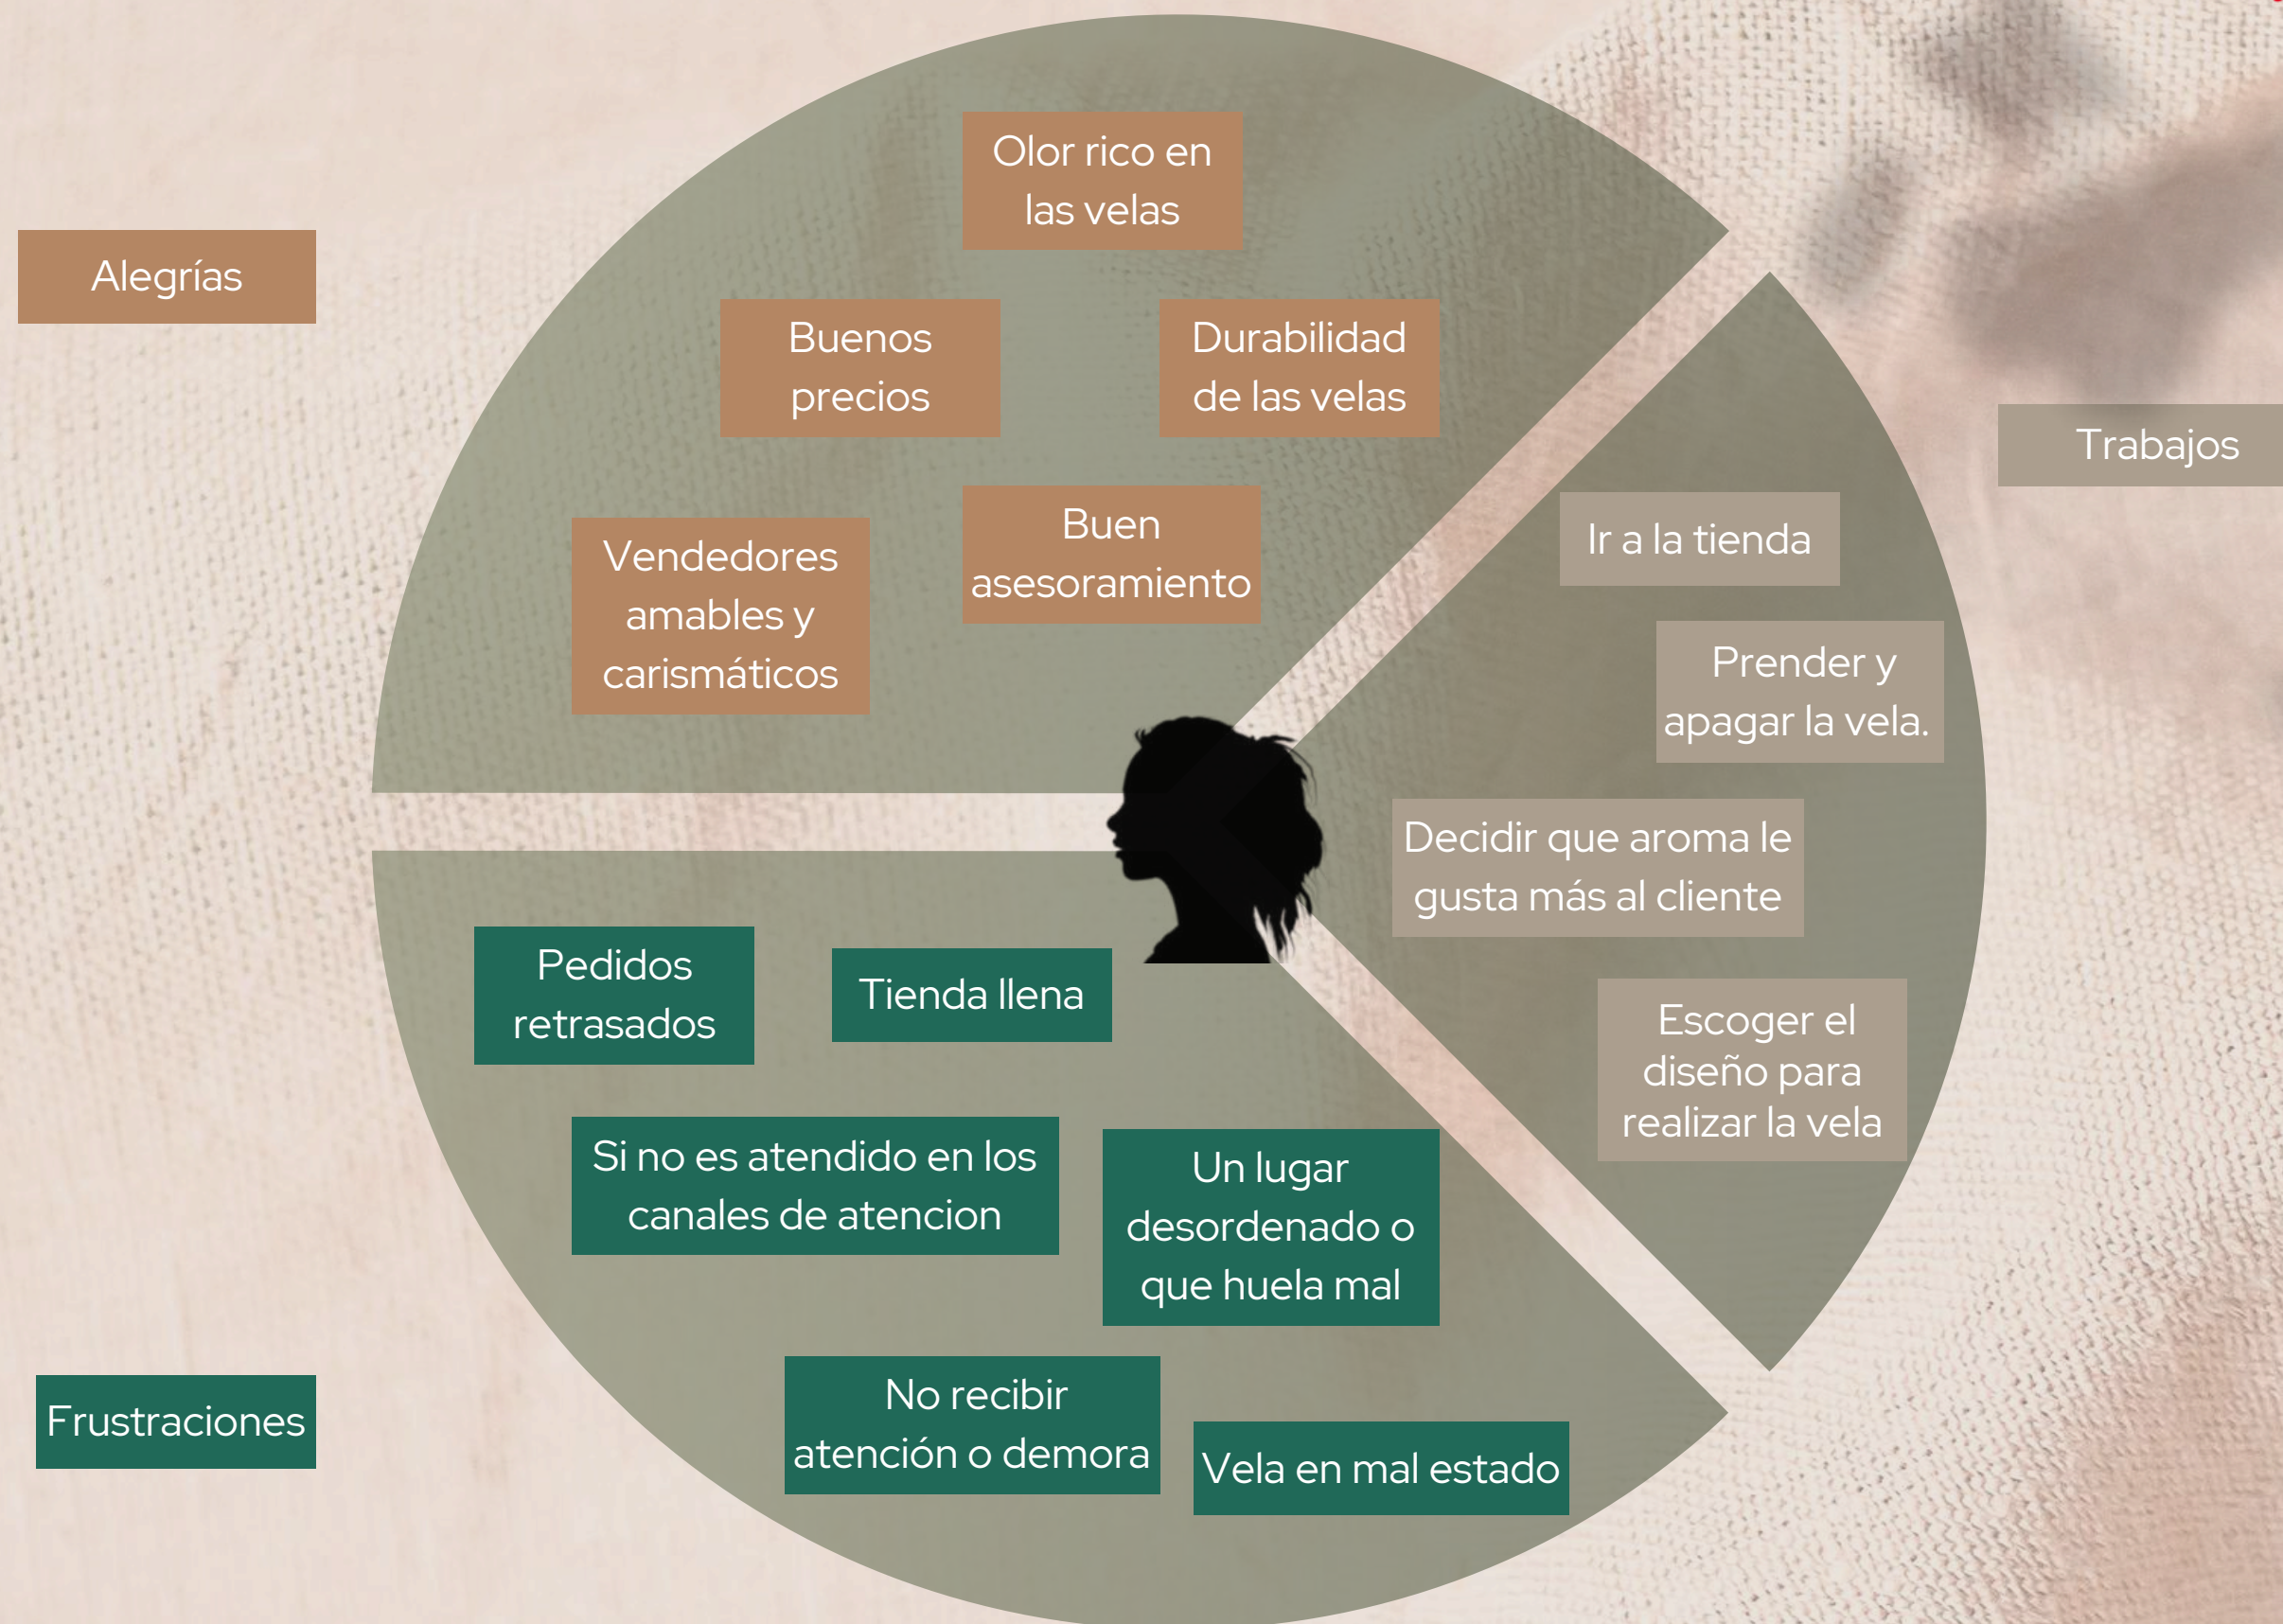 Alegrías
Olor rico en
las velas
Buenos
precios
Durabilidad
de las velas
Vendedores
amables y
carismáticos
Buen
asesoramiento
Trabajos
Ir a la tienda
Prender y
apagar la vela.
Decidir que aroma le
gusta más al cliente
Escoger el
diseño para
realizar la vela
Frustraciones
Pedidos
retrasados
Tienda llena
Si no es atendido en los
canales de atencion
Un lugar
desordenado o
que huela mal
No recibir
atención o demora
Vela en mal estado